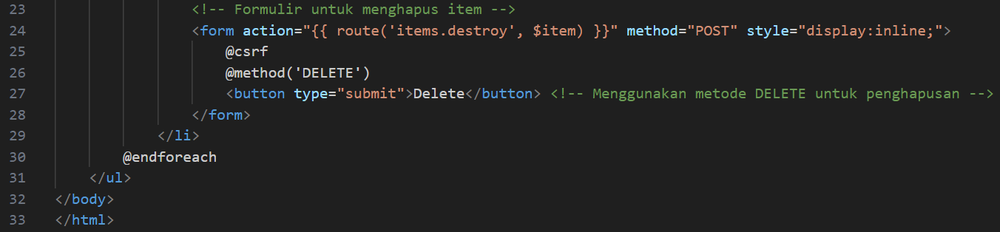 23 <!-- Formulir untuk menghapus item -->
24 <form action="{{ route('items.destroy', $item) }}" method="POST" style="display:inline;">
25 @csrf
26 @method('DELETE')
27 <button type="submit">Delete</button> <!-- Menggunakan metode DELETE untuk penghapusan -->
28 </form>
29 </li>
30 @endforeach
31 </ul>
32 </body>
33 </html>